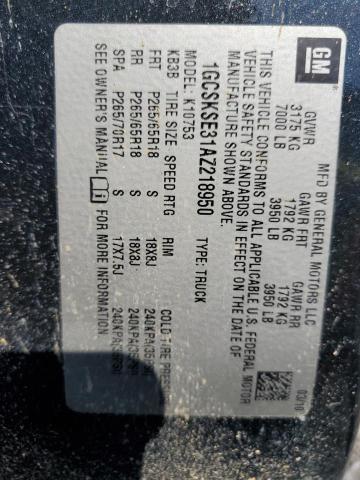 GM
MFD BY GENERAL MOTORS LLC
03/10
GVWR GAWR FRT GAWR RR
3175 KG 1792 KG 1792 KG
7000 LB 3950 LB 3950 LB
THIS VEHICLE CONFORMS TO ALL APPLICABLE U.S. FEDERAL MOTOR
VEHICLE SAFETY STANDARDS IN EFFECT ON THE DATE OF
MANUFACTURE SHOWN ABOVE.
1GCSKSE31AZ218950 TYPE: TRUCK
MODEL: K10753
KB3B TIRE SIZE SPEED RTG RIM COLD TIRE PRESSURE
FRT P265/65R18 S 18X8J
RR P265/65R18 S 18X8J
SPA P265/70R17 S 17X7.5J
SEE OWNER'S MANUAL FOR MORE INFORMATION